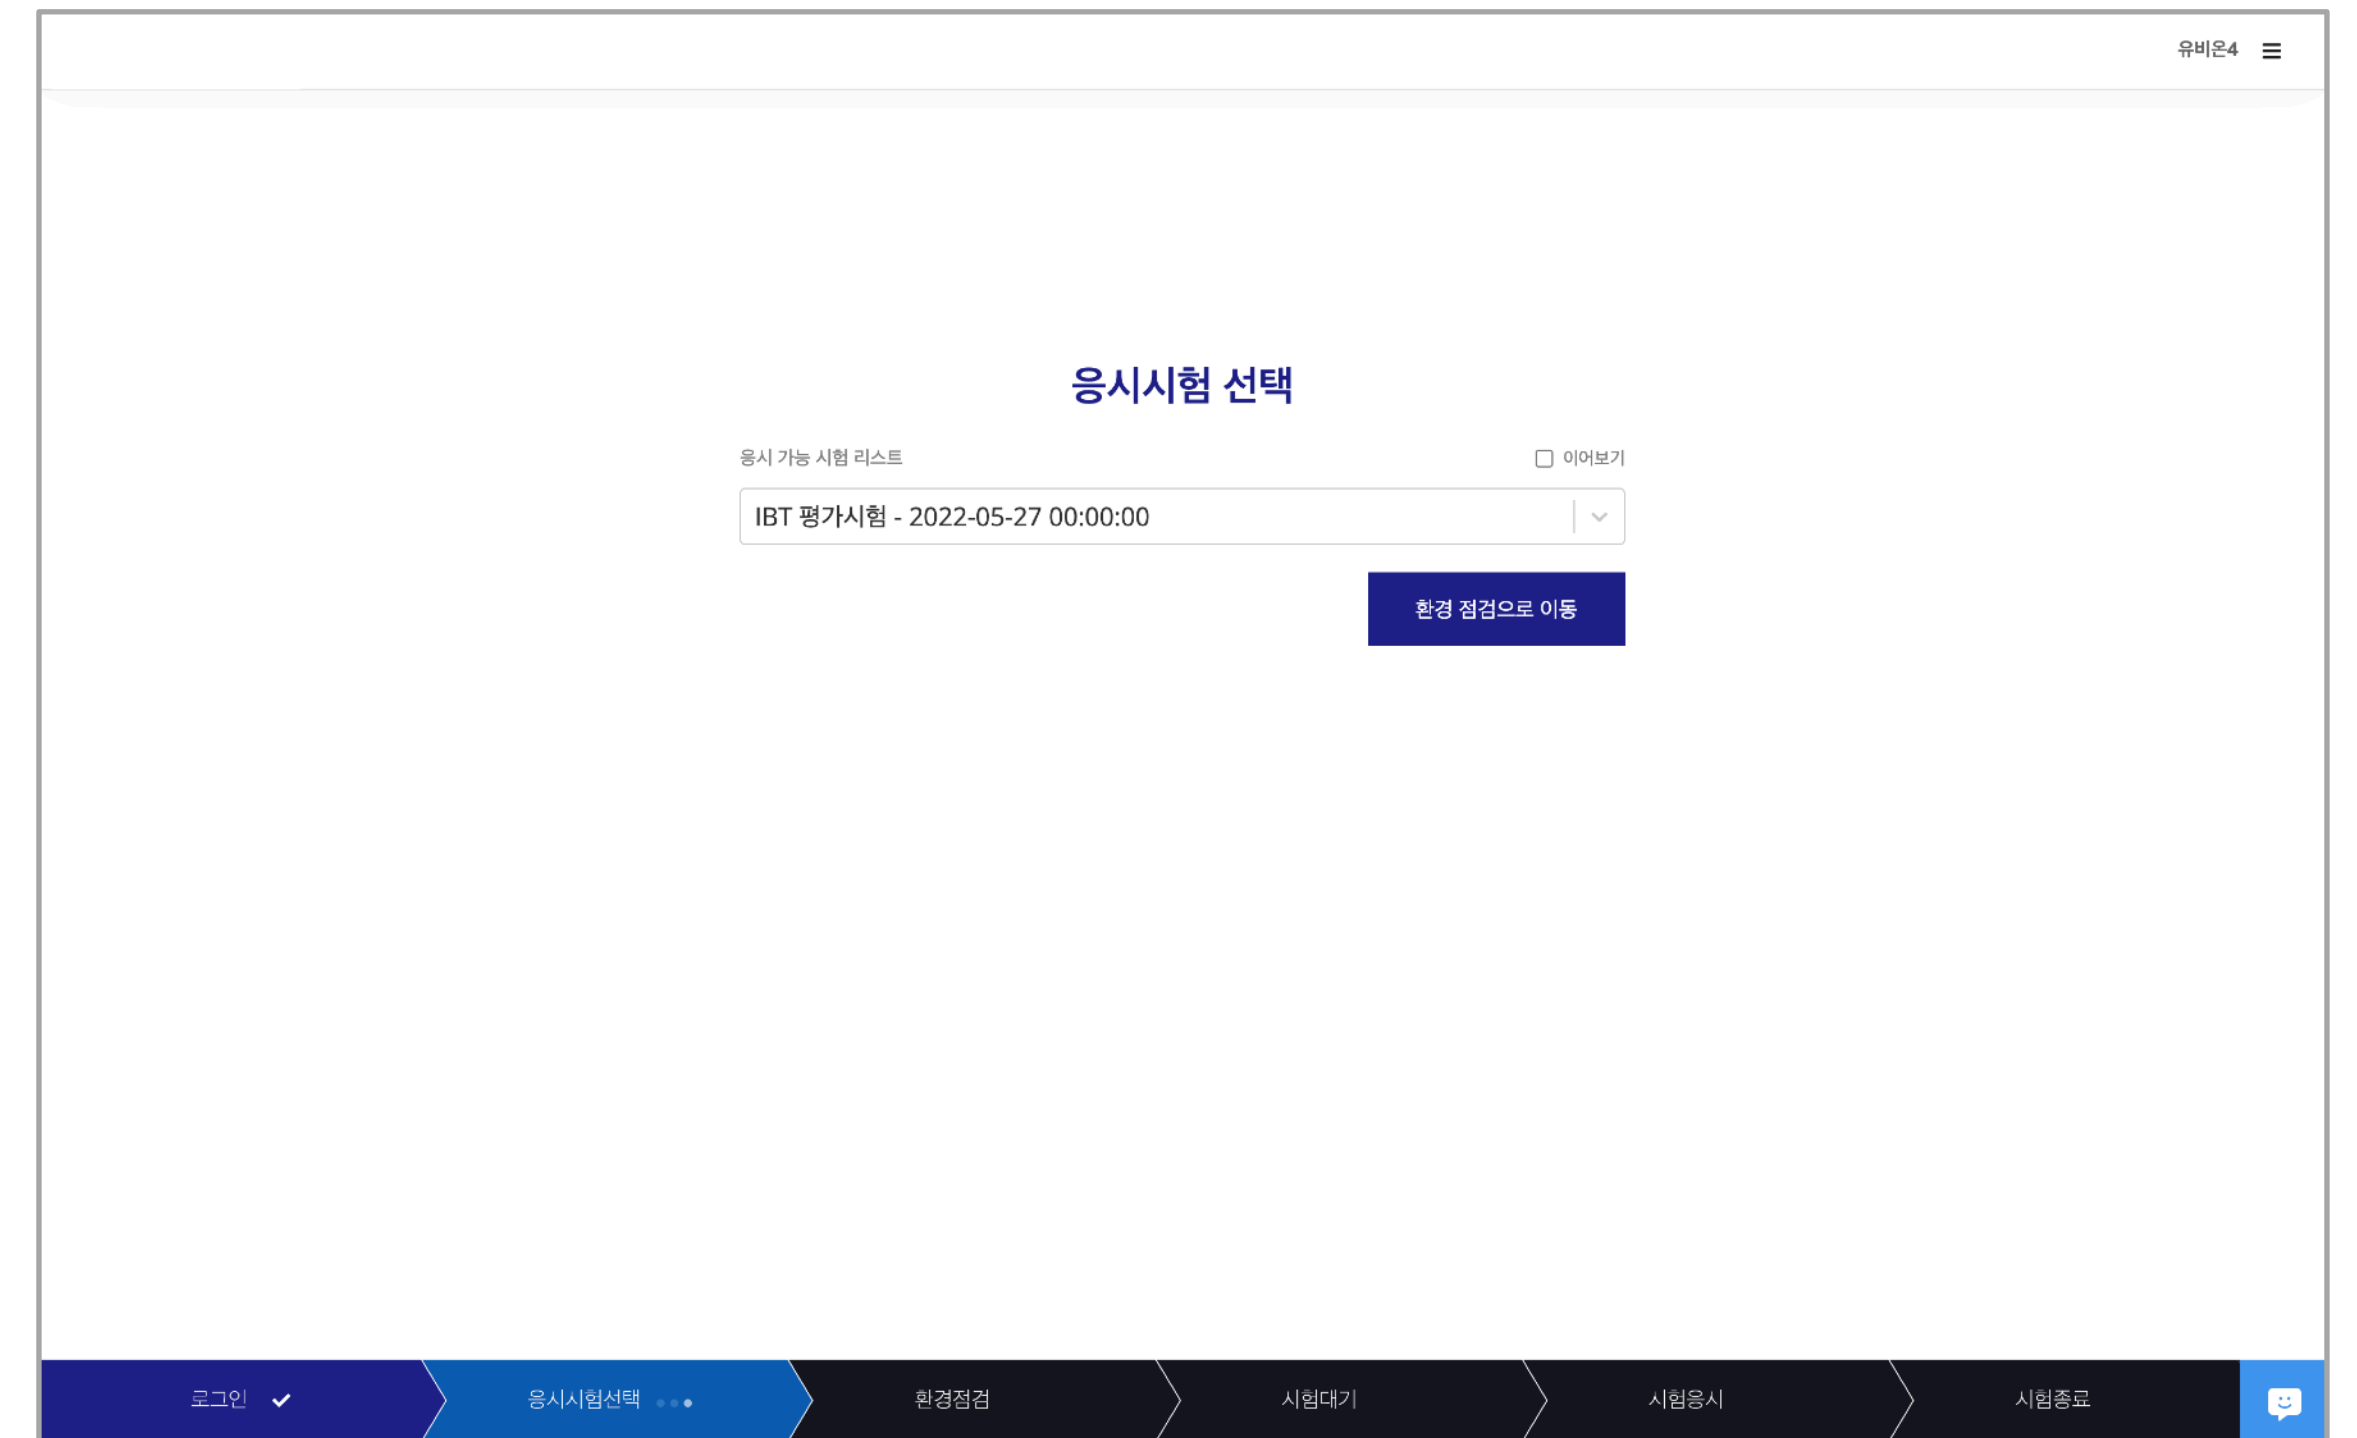 유비온4
응시시험 선택
응시 가능 시험 리스트
이어보기
IBT 평가시험 - 2022-05-27 00:00:00
환경 점검으로 이동
로그인
응시시험선택
환경점검
시험대기
시험응시
시험종료